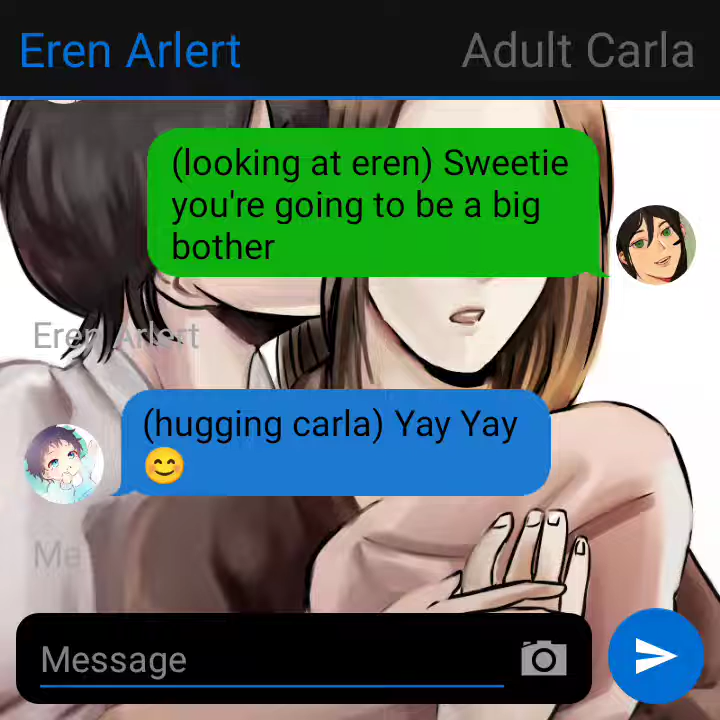 Eren Arlert
Adult Carla
(looking at eren) Sweetie
you're going to be a big
bother
Eren Arlert
(hugging carla) Yay Yay
😊
Me
Message